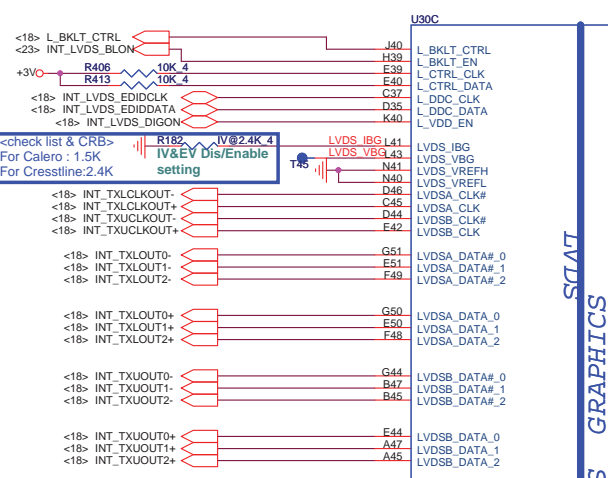 U30C
<18> L_BKLT_CTRL J40 L_BKLT_CTRL
<23> INT_LVDS_BLON H39 L_BKLT_EN
+3V R406 10K_4 E39 L_CTRL_CLK
R413 10K_4 E40 L_CTRL_DATA
<18> INT_LVDS_EDIDCLK C37 L_DDC_CLK
<18> INT_LVDS_EDIDDATA D35 L_DDC_DATA
<18> INT_LVDS_DIGON K40 L_VDD_EN
<check list & CRB>
For Calero : 1.5K
For Cresstline:2.4K
R182 IV@2.4K_4 LVDS_IBG L41 LVDS_IBG
IV&EV Dis/Enable
setting
T45 LVDS_VBG L43 LVDS_VBG
N41 LVDS_VREFH
N40 LVDS_VREFL
<18> INT_TXLCLKOUT- D46 LVDSA_CLK#
<18> INT_TXLCLKOUT+ C45 LVDSA_CLK
<18> INT_TXUCLKOUT- D44 LVDSB_CLK#
<18> INT_TXUCLKOUT+ E42 LVDSB_CLK
<18> INT_TXLOUT0- G51 LVDSA_DATA#_0
<18> INT_TXLOUT1- E51 LVDSA_DATA#_1
<18> INT_TXLOUT2- F49 LVDSA_DATA#_2
<18> INT_TXLOUT0+ G50 LVDSA_DATA_0
<18> INT_TXLOUT1+ E50 LVDSA_DATA_1
<18> INT_TXLOUT2+ F48 LVDSA_DATA_2
<18> INT_TXUOUT0- G44 LVDSB_DATA#_0
<18> INT_TXUOUT1- B47 LVDSB_DATA#_1
<18> INT_TXUOUT2- B45 LVDSB_DATA#_2
<18> INT_TXUOUT0+ E44 LVDSB_DATA_0
<18> INT_TXUOUT1+ A47 LVDSB_DATA_1
<18> INT_TXUOUT2+ A45 LVDSB_DATA_2
LVDS
GRAPHICS